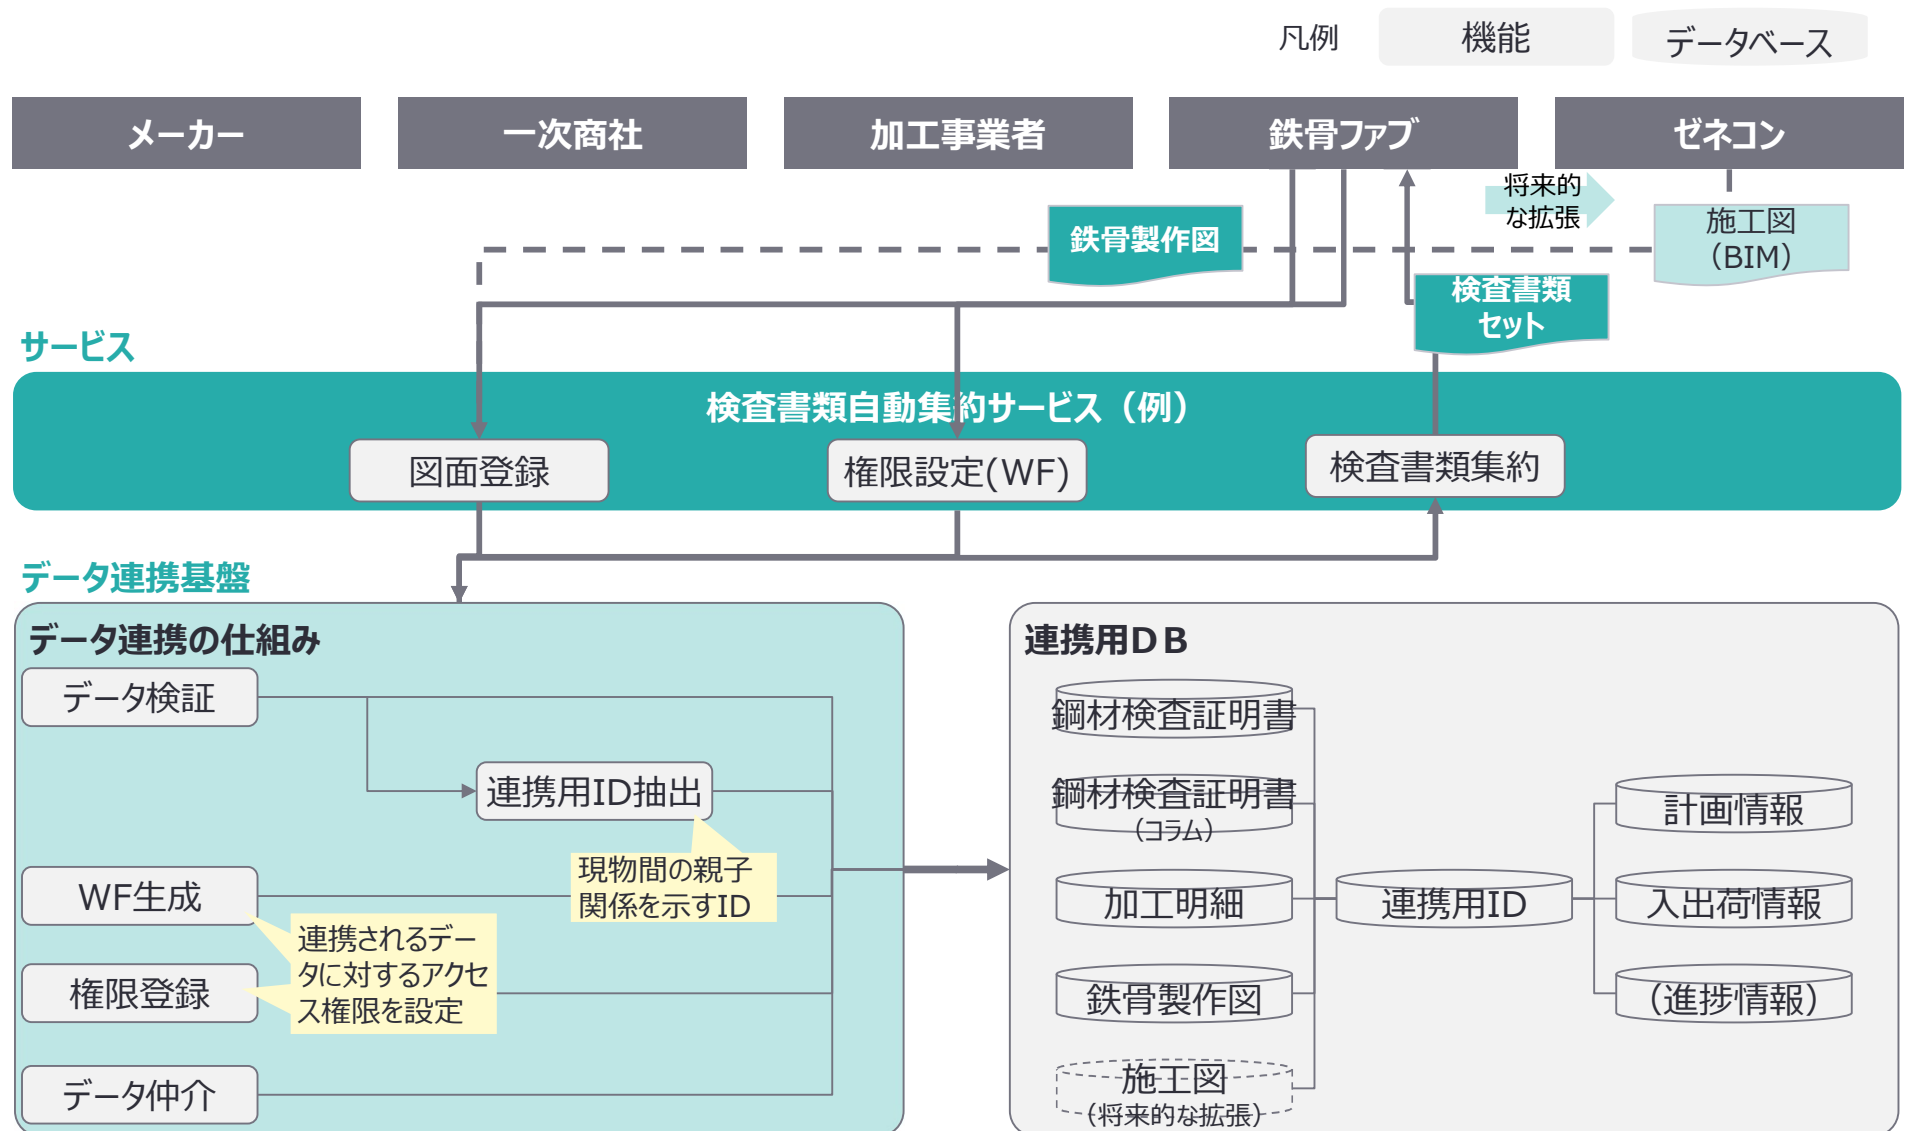 凡例
機能
データベース
メーカー
一次商社
加工事業者
鉄骨ファブ
ゼネコン
将来的
な拡張
鉄骨製作図
施工図
（BIM）
検査書類
セット
サービス
検査書類自動集約サービス（例）
図面登録
権限設定(WF)
検査書類集約
データ連携基盤
データ連携の仕組み
データ検証
連携用ID抽出
現物間の親子
関係を示すID
WF生成
連携されるデー
タに対するアクセ
ス権限を設定
権限登録
データ仲介
連携用ＤＢ
鋼材検査証明書
鋼材検査証明書
（コラム）
加工明細
鉄骨製作図
施工図
（将来的な拡張）
連携用ID
計画情報
入出荷情報
（進捗情報）